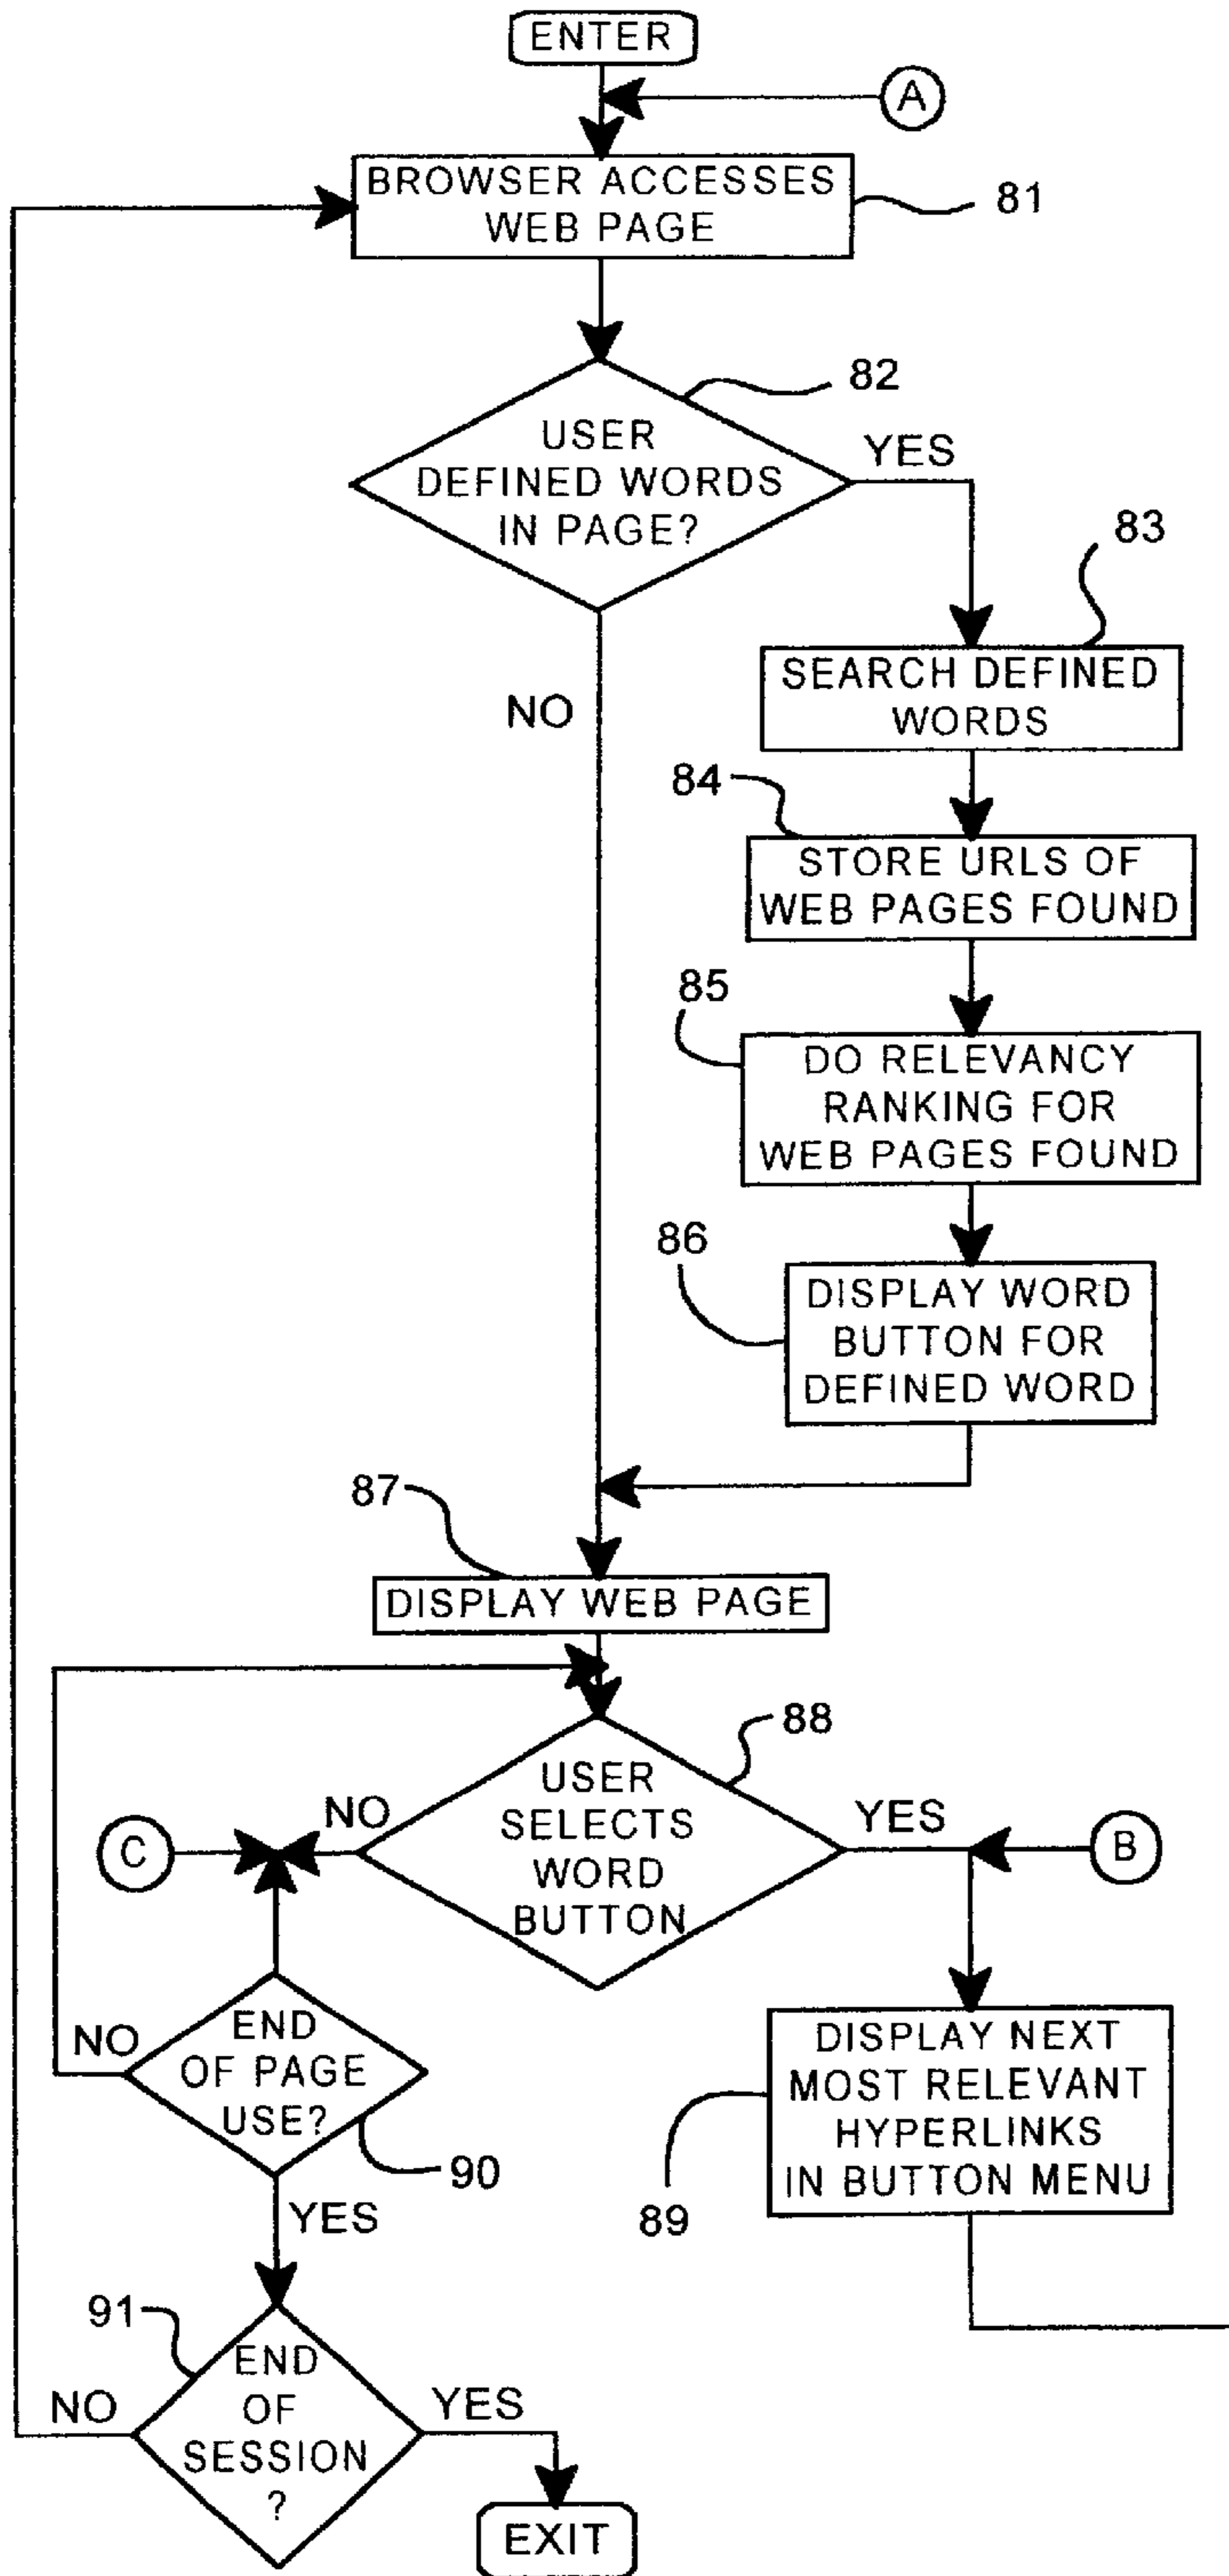 ENTER
A
BROWSER ACCESSES
WEB PAGE
81
82
USER
DEFINED WORDS
IN PAGE?
YES
NO
83
SEARCH DEFINED
WORDS
84
STORE URLS OF
WEB PAGES FOUND
85
DO RELEVANCY
RANKING FOR
WEB PAGES FOUND
86
DISPLAY WORD
BUTTON FOR
DEFINED WORD
87
DISPLAY WEB PAGE
88
USER
SELECTS
WORD
BUTTON
NO
YES
C
B
END
OF PAGE
USE?
NO
90
YES
DISPLAY NEXT
MOST RELEVANT
HYPERLINKS
IN BUTTON MENU
89
91
END
OF
SESSION
?
NO
YES
EXIT